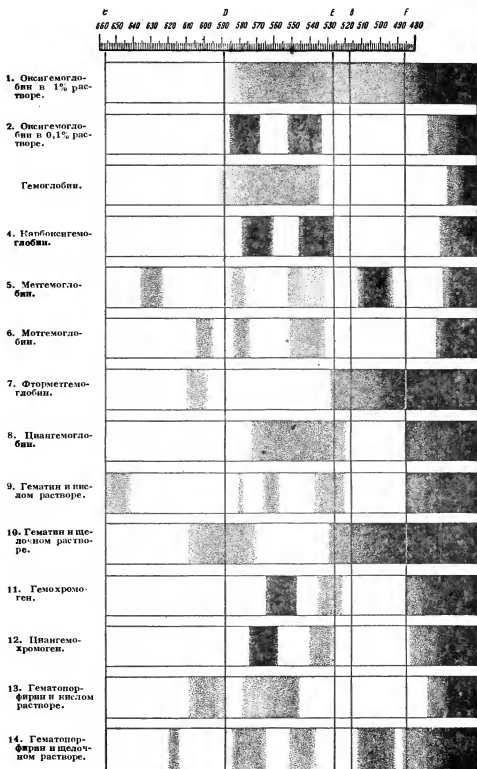 C D E B F
660 650 640 630 620 610 600 590 580 570 560 550 540 530 520 510 500 490 480
1. Оксигемогло-
бин в 1% рас-
творе.
2. Оксигемогло-
бин в 0,1% рас-
творе.
Гемоглобин.
4. Карбоксигемо-
глобин.
5. Метгемогло-
бин.
6. Мотгемогло-
бин.
7. Фторметгемо-
глобин.
8. Циангемогло-
бин.
9. Гематин и кис-
лом растворе.
10. Гематин и ще-
лочном раство-
ре.
11. Гемохромо-
ген.
12. Циангемо-
хромоген.
13. Гематопор-
фирин и кислом
растворе.
14. Гематопор-
фирин и щелоч-
ном растворе.